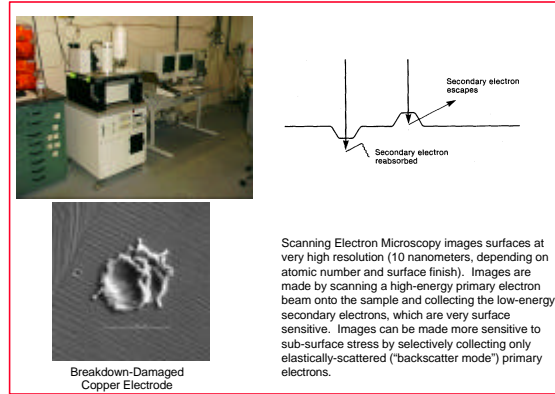 Secondary electron
escapes
Secondary electron
reabsorbed
Scanning Electron Microscopy images surfaces at
very high resolution (10 nanometers, depending on
atomic number and surface finish). Images are
made by scanning a high-energy primary electron
beam onto the sample and collecting the low-energy
secondary electrons, which are very surface
sensitive. Images can be made more sensitive to
sub-surface stress by selectively collecting only
elastically-scattered (“backscatter mode”) primary
electrons.
Breakdown-Damaged
Copper Electrode